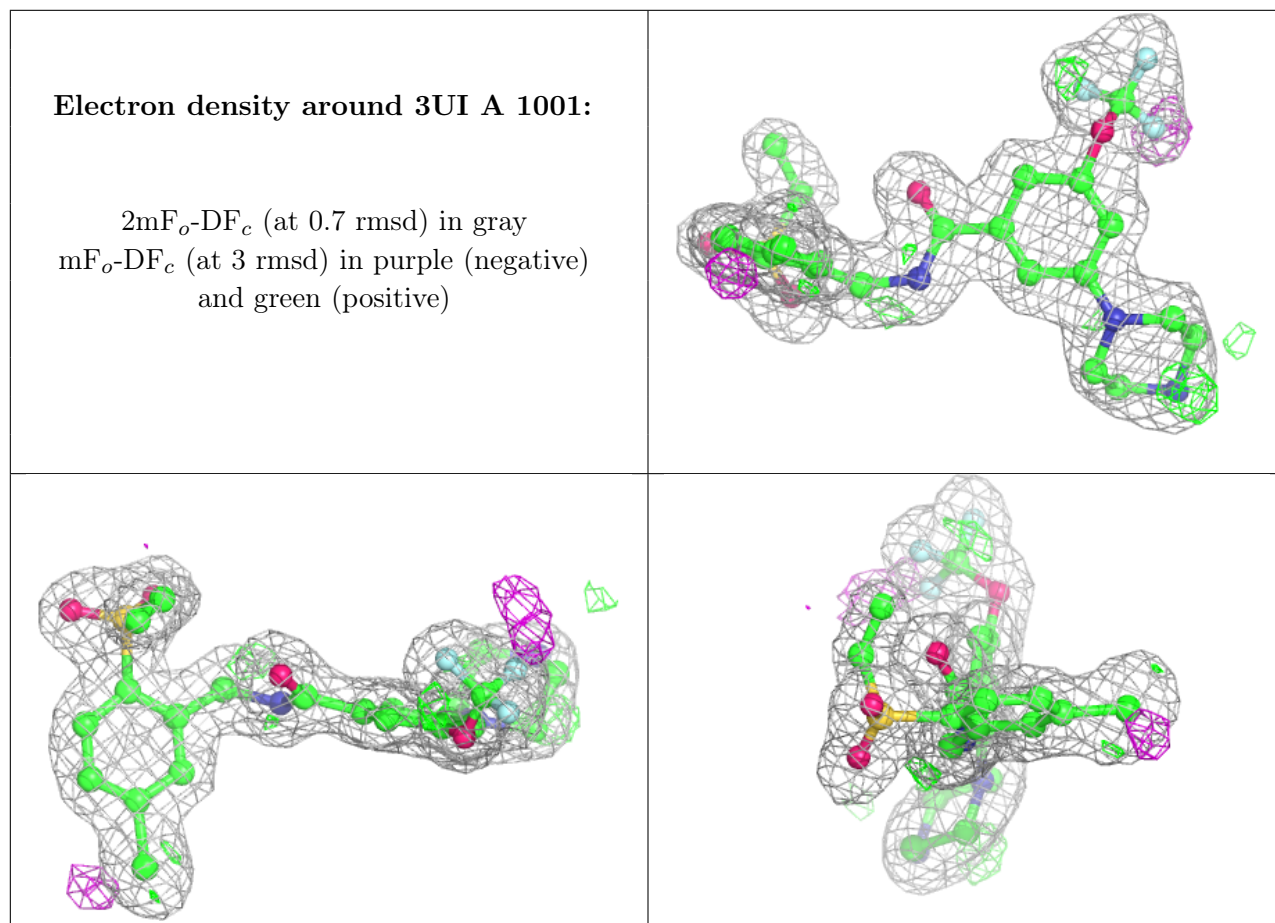 Electron density around 3UI A 1001:
2mFo-DFc (at 0.7 rmsd) in gray
mFo-DFc (at 3 rmsd) in purple (negative)
and green (positive)